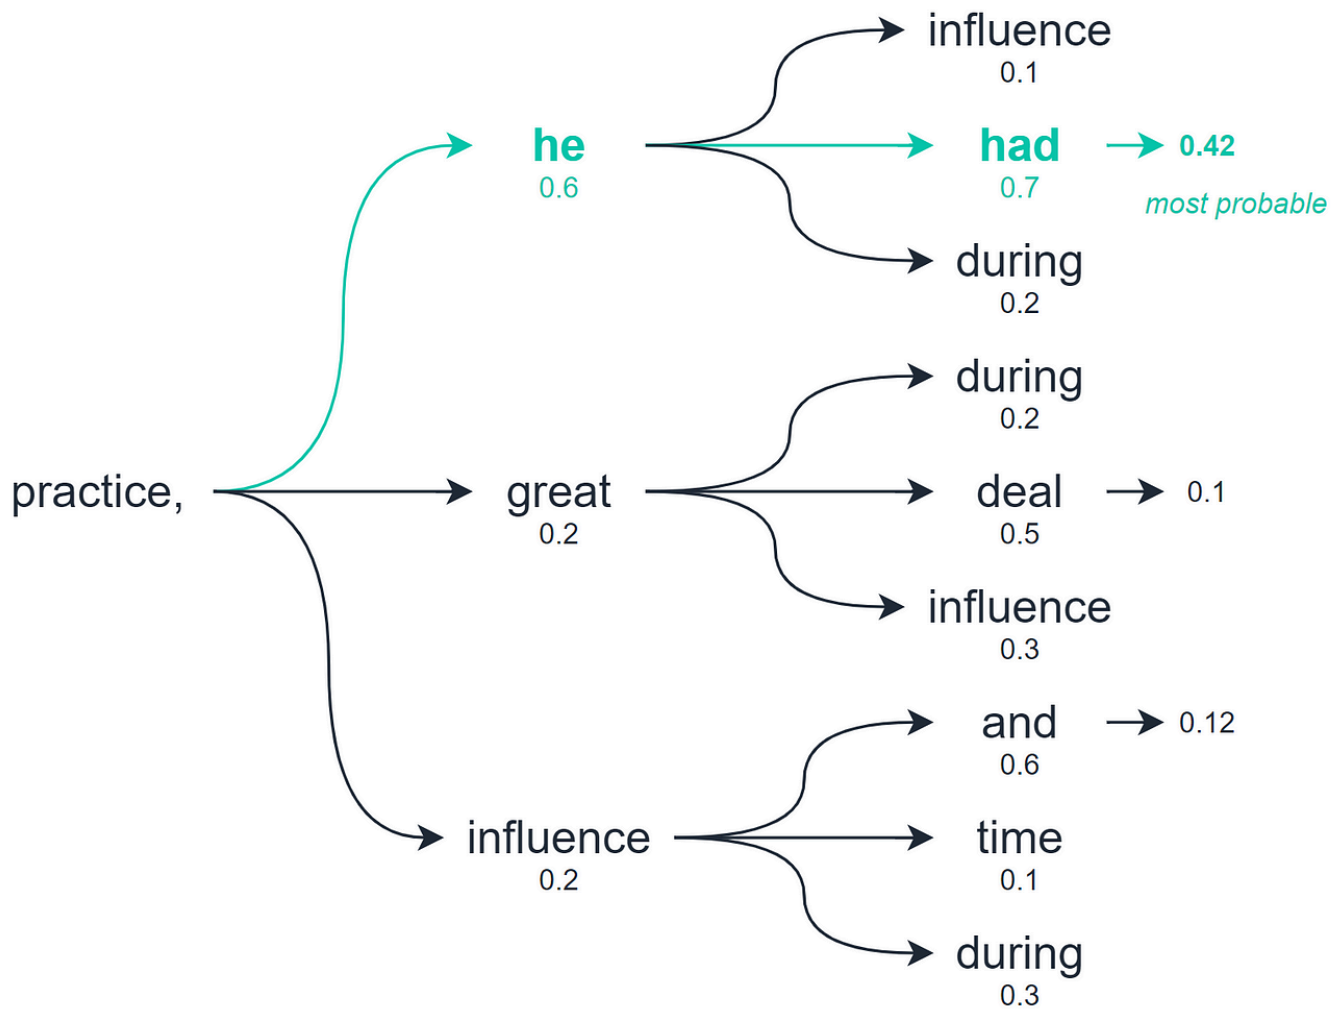 influence
0.1
he
0.6
had
0.7
0.42
most probable
during
0.2
during
0.2
practice,
great
0.2
deal
0.5
0.1
influence
0.3
and
0.6
0.12
influence
0.2
time
0.1
during
0.3